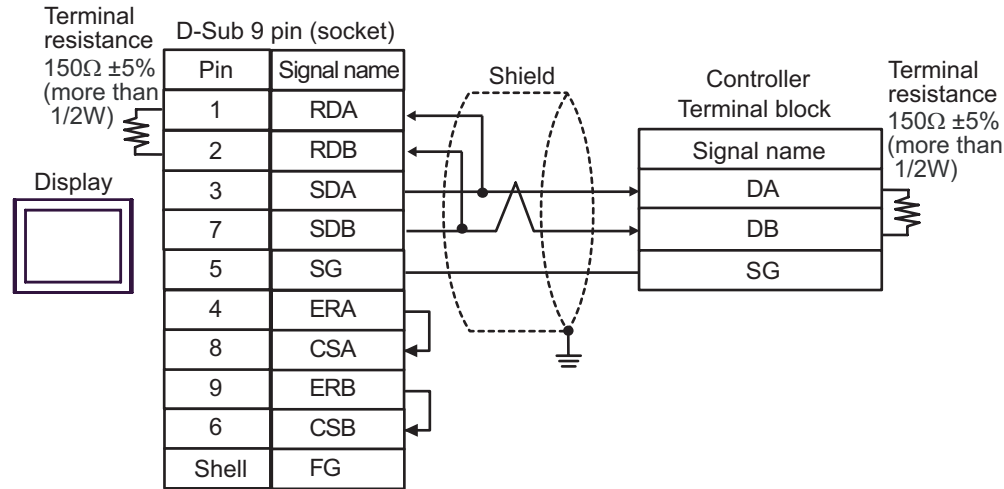 Terminal
resistance
150Ω ±5%
(more than
1/2W)
D-Sub 9 pin (socket)
Pin Signal name
1 RDA
2 RDB
3 SDA
7 SDB
5 SG
4 ERA
8 CSA
9 ERB
6 CSB
Shell FG
Display
Shield
Controller
Terminal block
Signal name
DA
DB
SG
Terminal
resistance
150Ω ±5%
(more than
1/2W)